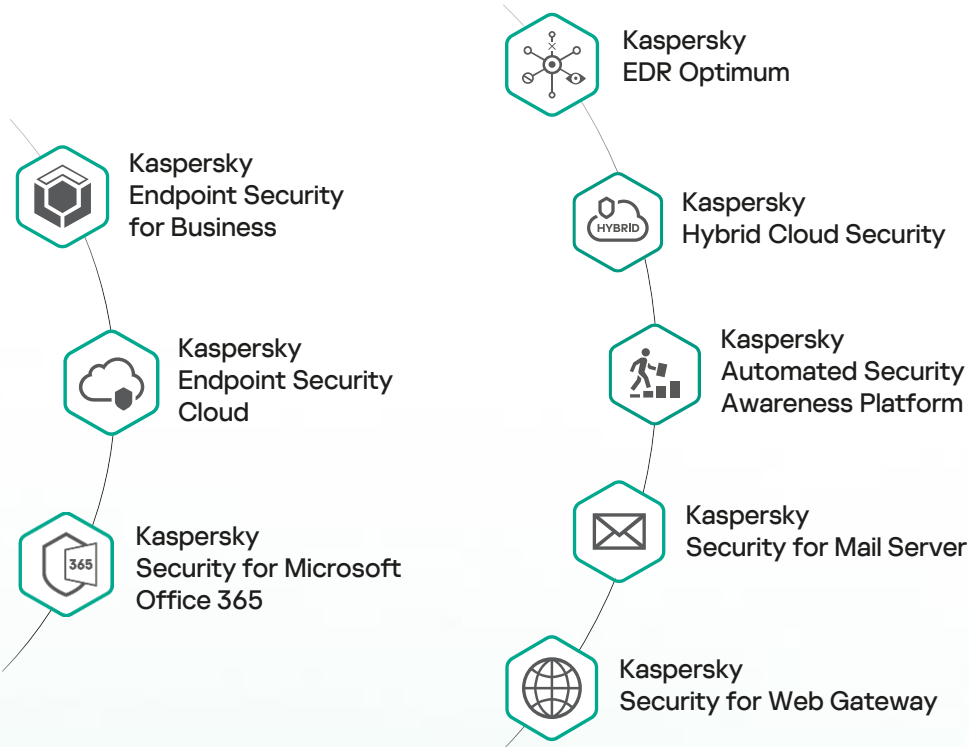 Kaspersky
Endpoint Security
for Business
Kaspersky
Endpoint Security
Cloud
365
Kaspersky
Security for Microsoft
Office 365
Kaspersky
EDR Optimum
HYBRID
Kaspersky
Hybrid Cloud Security
Kaspersky
Automated Security
Awareness Platform
Kaspersky
Security for Mail Server
Kaspersky
Security for Web Gateway